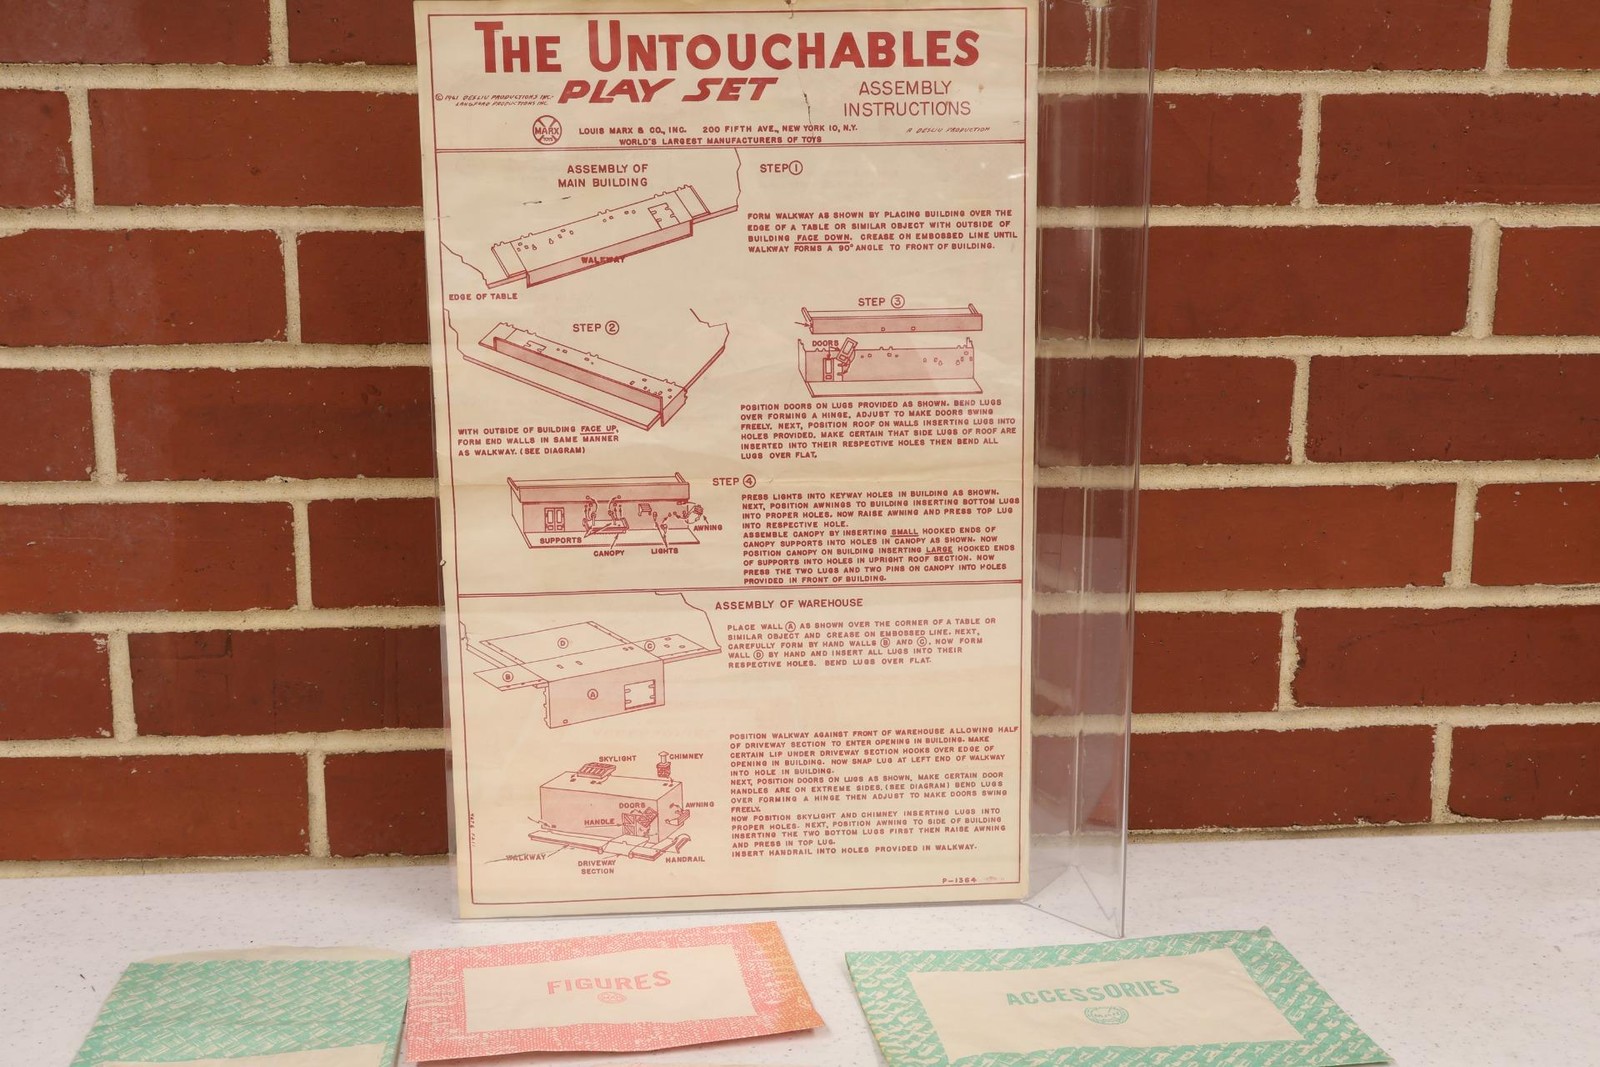 THE UNTOUCHABLES
PLAY SET
ASSEMBLY
INSTRUCTIONS
© 1961 DESILU PRODUCTIONS INC.
LANGFORD PRODUCTIONS INC.
MARX
LOUIS MARX & CO., INC. 200 FIFTH AVE., NEW YORK 10, N.Y.
WORLD'S LARGEST MANUFACTURERS OF TOYS
A DESILU PRODUCTION
ASSEMBLY OF
MAIN BUILDING
WALKWAY
EDGE OF TABLE
STEP 1
FORM WALKWAY AS SHOWN BY PLACING BUILDING OVER THE
EDGE OF A TABLE OR SIMILAR OBJECT WITH OUTSIDE OF
BUILDING FACE DOWN. CREASE ON EMBOSSED LINE UNTIL
WALKWAY FORMS A 90° ANGLE TO FRONT OF BUILDING.
STEP 2
WITH OUTSIDE OF BUILDING FACE UP,
FORM END WALLS IN SAME MANNER
AS WALKWAY. (SEE DIAGRAM)
STEP 3
DOORS
POSITION DOORS ON LUGS PROVIDED AS SHOWN. BEND LUGS
OVER FORMING A HINGE, ADJUST TO MAKE DOORS SWING
FREELY. NEXT, POSITION ROOF ON WALLS INSERTING LUGS INTO
HOLES PROVIDED, MAKE CERTAIN THAT SIDE LUGS OF ROOF ARE
INSERTED INTO THEIR RESPECTIVE HOLES THEN BEND ALL
LUGS OVER FLAT.
STEP 4
SUPPORTS
CANOPY
LIGHTS
AWNING
PRESS LIGHTS INTO KEYWAY HOLES IN BUILDING AS SHOWN.
NEXT, POSITION AWNINGS TO BUILDING INSERTING BOTTOM LUGS
INTO PROPER HOLES. NOW RAISE AWNING AND PRESS TOP LUG
INTO RESPECTIVE HOLE.
ASSEMBLE CANOPY BY INSERTING SMALL HOOKED ENDS OF
CANOPY SUPPORTS INTO HOLES IN CANOPY AS SHOWN. NOW
POSITION CANOPY ON BUILDING INSERTING LARGE HOOKED ENDS
OF SUPPORTS INTO HOLES IN UPRIGHT ROOF SECTION. NOW
PRESS THE TWO LUGS AND TWO PINS ON CANOPY INTO HOLES
PROVIDED IN FRONT OF BUILDING.
ASSEMBLY OF WAREHOUSE
D
C
B
A
PLACE WALL A AS SHOWN OVER THE CORNER OF A TABLE OR
SIMILAR OBJECT AND CREASE ON EMBOSSED LINE. NEXT,
CAREFULLY FORM BY HAND WALLS B AND C, NOW FORM
WALL D BY HAND AND INSERT ALL LUGS INTO THEIR
RESPECTIVE HOLES. BEND LUGS OVER FLAT.
POSITION WALKWAY AGAINST FRONT OF WAREHOUSE ALLOWING HALF
OF DRIVEWAY SECTION TO ENTER OPENING IN BUILDING. MAKE
CERTAIN LIP UNDER DRIVEWAY SECTION HOOKS OVER EDGE OF
OPENING IN BUILDING. NOW SNAP LUG AT LEFT END OF WALKWAY
INTO HOLE IN BUILDING.
NEXT, POSITION DOORS ON LUGS AS SHOWN, MAKE CERTAIN DOOR
HANDLES ARE ON EXTREME SIDES, (SEE DIAGRAM) BEND LUGS
OVER FORMING A HINGE THEN ADJUST TO MAKE DOORS SWING
FREELY.
NOW POSITION SKYLIGHT AND CHIMNEY INSERTING LUGS INTO
PROPER HOLES. NEXT, POSITION AWNING TO SIDE OF BUILDING
INSERTING THE TWO BOTTOM LUGS FIRST THEN RAISE AWNING
AND PRESS IN TOP LUG.
INSERT HANDRAIL INTO HOLES PROVIDED IN WALKWAY.
SKYLIGHT
CHIMNEY
DOORS
AWNING
HANDLE
WALKWAY
DRIVEWAY
SECTION
HANDRAIL
F-1364
FIGURES
ACCESSORIES
MARX